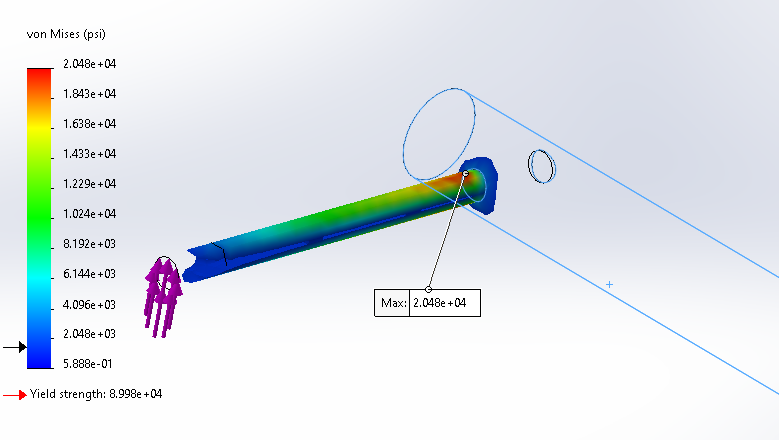 von Mises (psi)
2.048e+04
1.843e+04
1.638e+04
1.433e+04
1.229e+04
1.024e+04
8.192e+03
6.144e+03
4.096e+03
2.048e+03
5.888e-01
Yield strength: 8.998e+04
Max: 2.048e+04